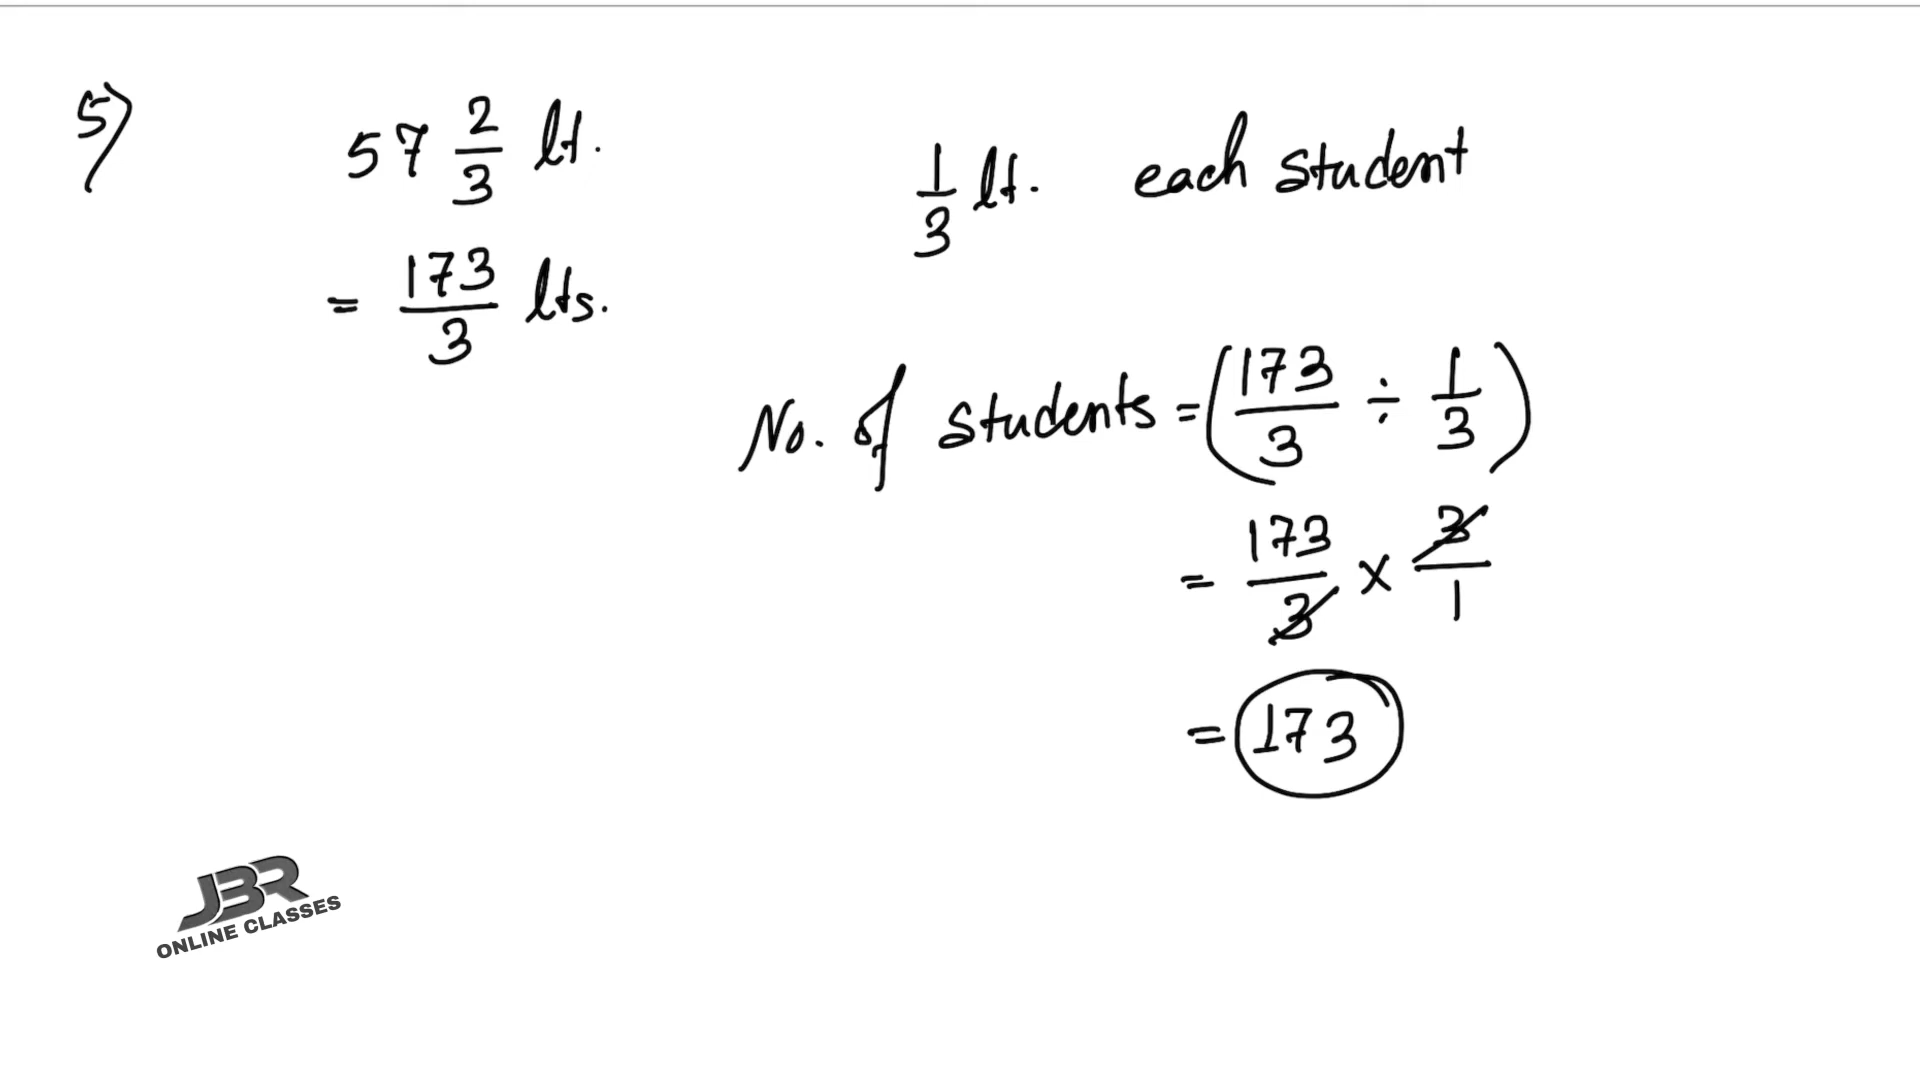 5)
57 2/3 lt.
= 173/3 lts.
1/3 lt. each student
No. of students = (173/3 ÷ 1/3)
= 173/3 × 3/1
= 173
JBR
ONLINE CLASSES